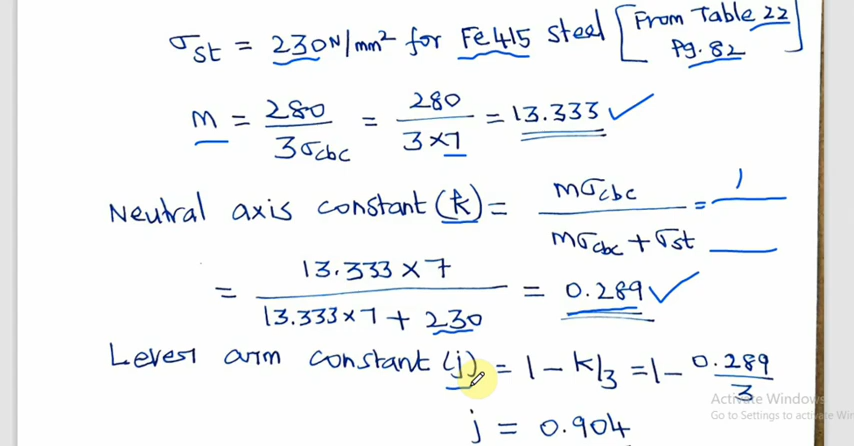 σst = 230 N/mm² for Fe415 steel [From Table 22
Pg. 82]
m = 280 / 3σcbc = 280 / 3×7 = 13.333 ✓
Neutral axis constant (k) = mσcbc / mσcbc + σst = 1 /
= 13.333 × 7 / 13.333×7 + 230 = 0.289 ✓
Lever arm constant (j) = 1 - k/3 = 1 - 0.289 / 3
Activate Windows
Go to Settings to activate Win
j = 0.904